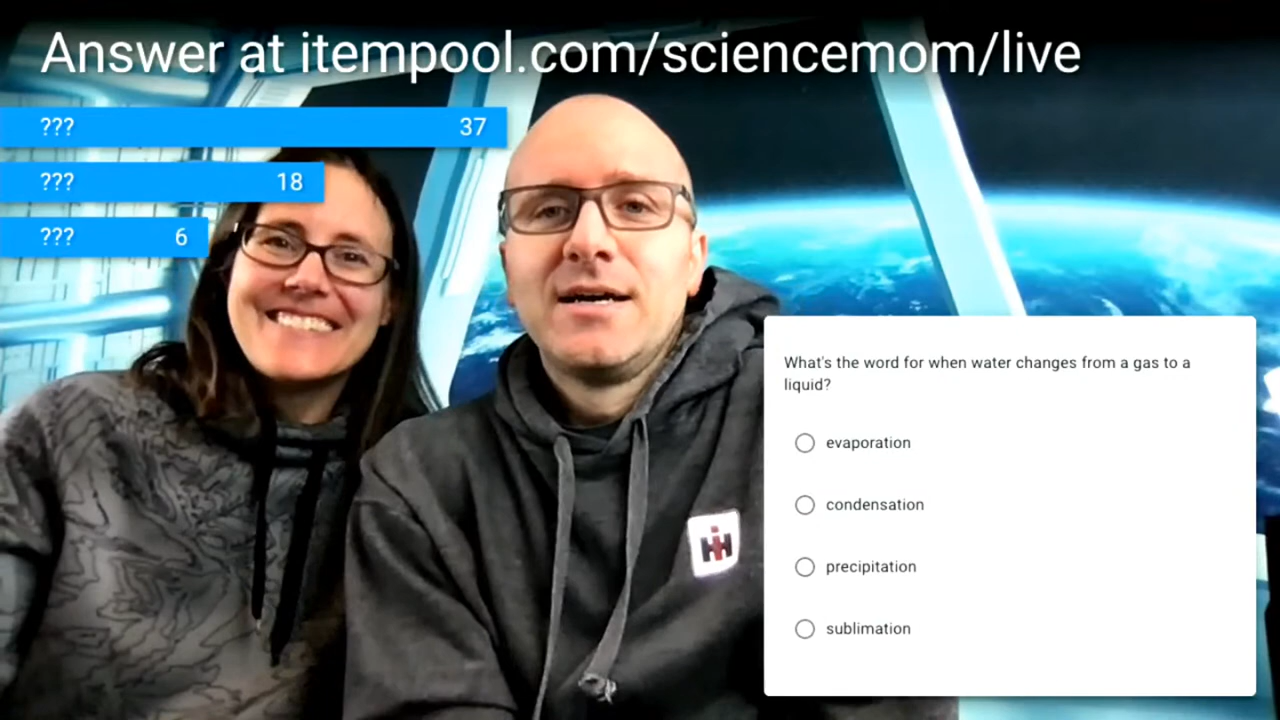 Answer at itempool.com/sciencemom/live
??? 37
??? 18
??? 6
What's the word for when water changes from a gas to a
liquid?
evaporation
condensation
precipitation
sublimation
IH